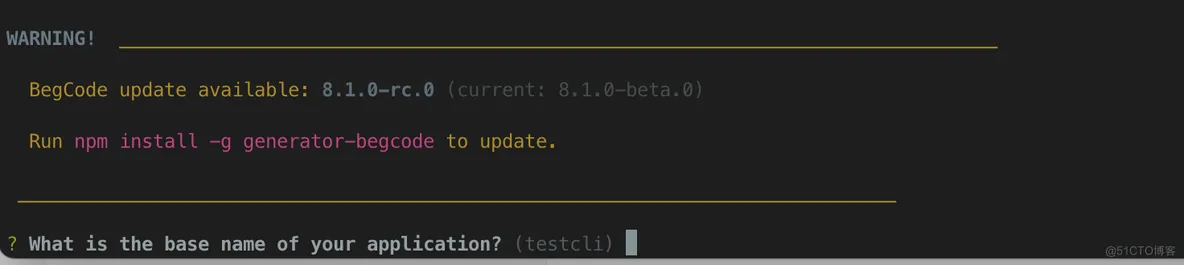 WARNING!
BegCode update available: 8.1.0-rc.0 (current: 8.1.0-beta.0)
Run npm install -g generator-begcode to update.
? What is the base name of your application? (testcli)
@51CTO博客